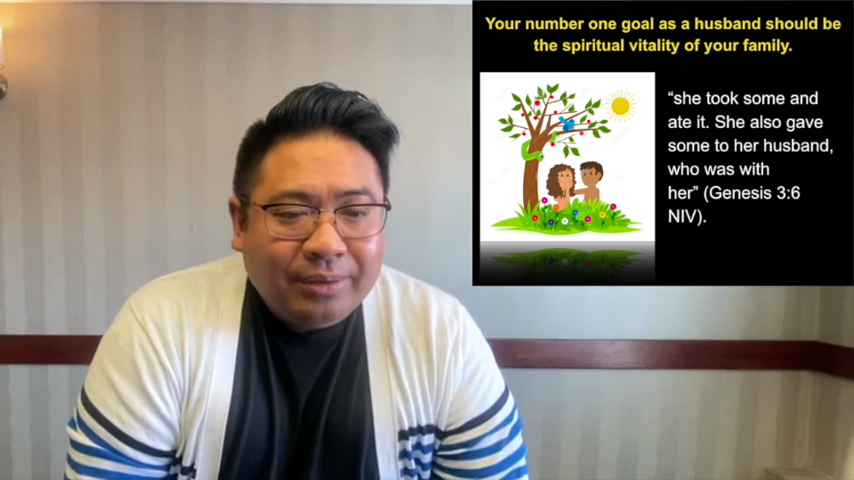 Your number one goal as a husband should be
the spiritual vitality of your family.
“she took some and
ate it. She also gave
some to her husband,
who was with
her” (Genesis 3:6
NIV).